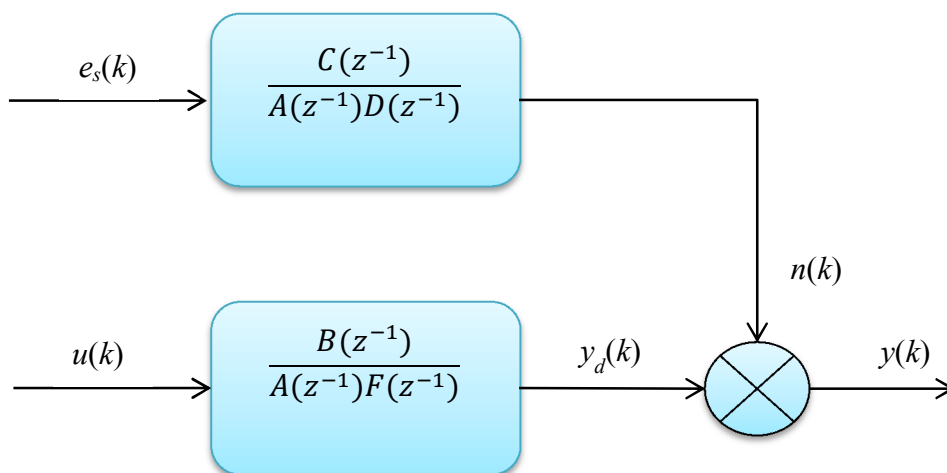 e_s(k)
C(z⁻¹)
A(z⁻¹)D(z⁻¹)
n(k)
u(k)
B(z⁻¹)
A(z⁻¹)F(z⁻¹)
y_d(k)
y(k)